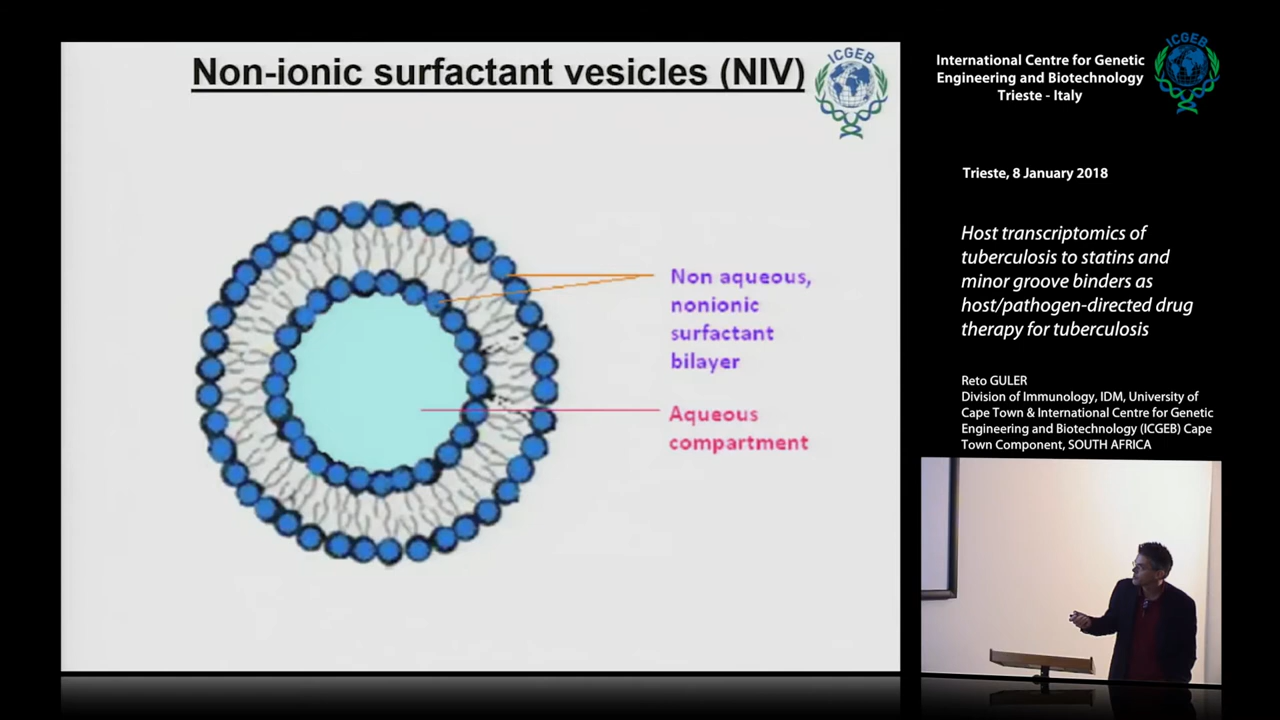 Non-ionic surfactant vesicles (NIV)
ICGEB
Non aqueous,
nonionic
surfactant
bilayer
Aqueous
compartment
International Centre for Genetic
Engineering and Biotechnology
Trieste - Italy
ICGEB
Trieste, 8 January 2018
Host transcriptomics of
tuberculosis to statins and
minor groove binders as
host/pathogen-directed drug
therapy for tuberculosis
Reto GULER
Division of Immunology, IDM, University of
Cape Town & International Centre for Genetic
Engineering and Biotechnology (ICGEB) Cape
Town Component, SOUTH AFRICA